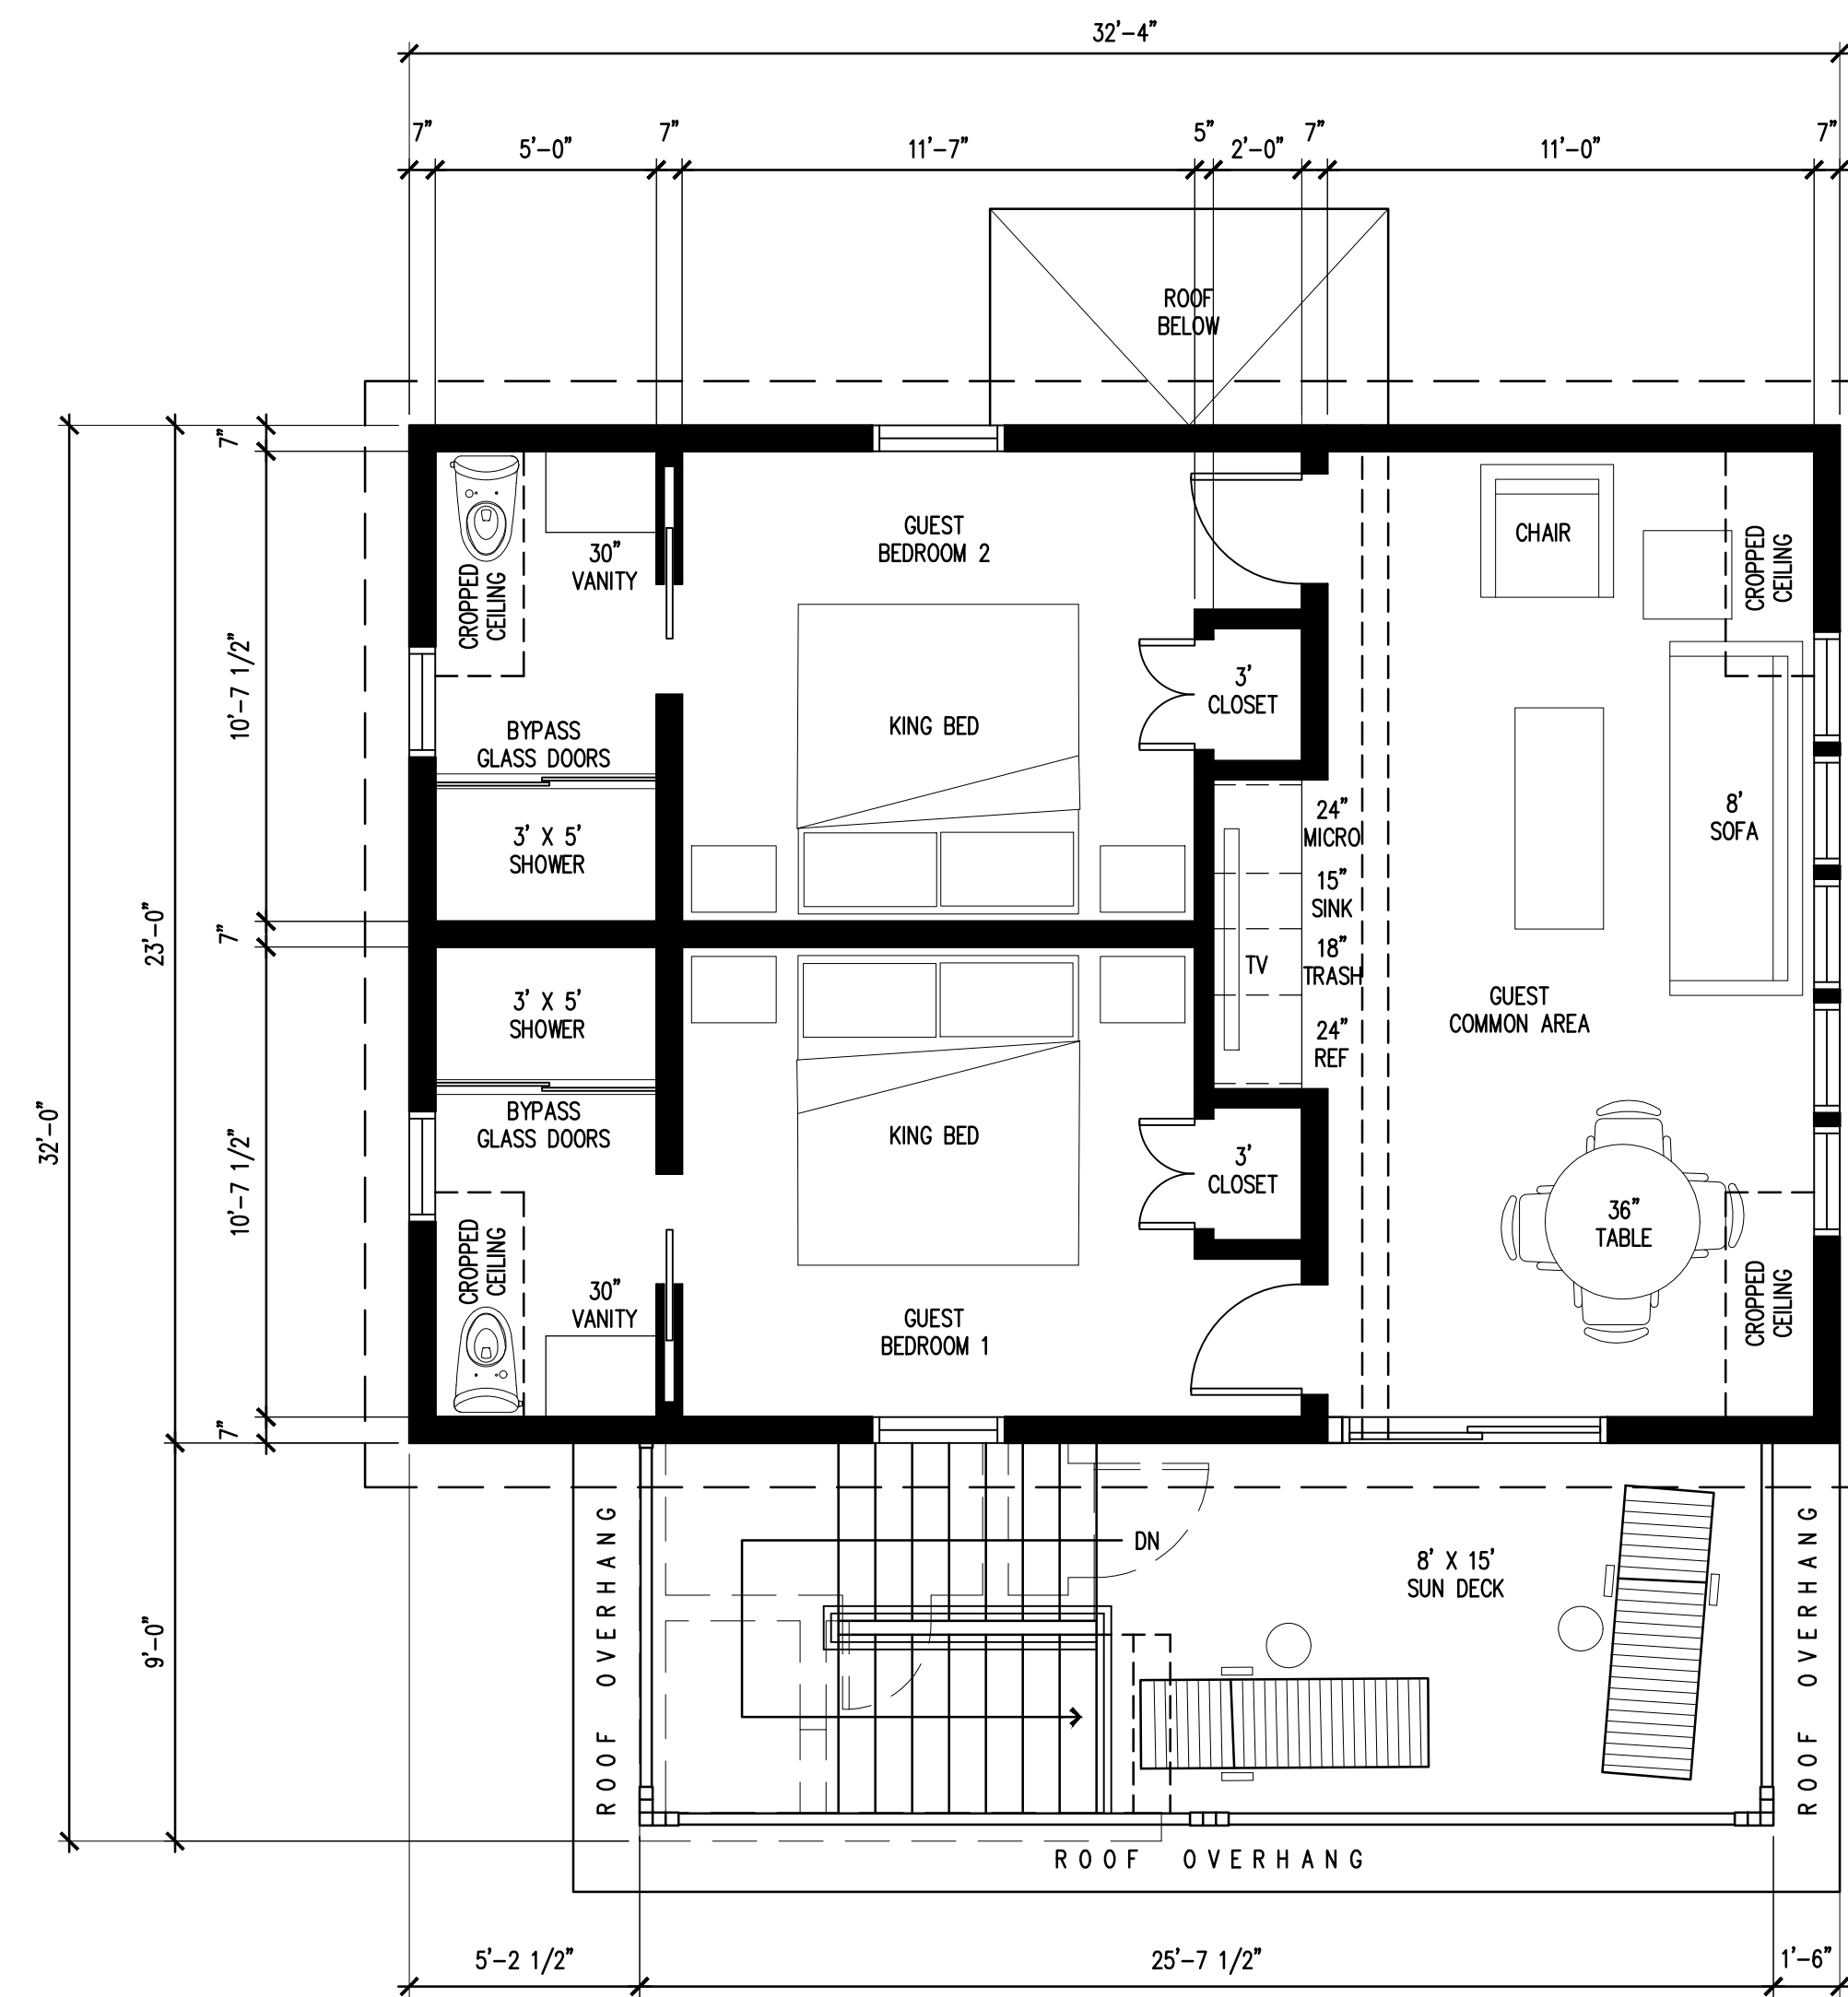 32'-4"
7"
5'-0"
7"
11'-7"
5"
2'-0"
7"
11'-0"
7"
ROOF
BELOW
7"
10'-7 1/2"
7"
10'-7 1/2"
7"
23'-0"
32'-0"
9'-0"
CROPPED
CEILING
30"
VANITY
GUEST
BEDROOM 2
CHAIR
CROPPED
CEILING
BYPASS
GLASS DOORS
KING BED
3'
CLOSET
3' X 5'
SHOWER
24"
MICRO
15"
SINK
18"
TRASH
24"
REF
TV
8'
SOFA
GUEST
COMMON AREA
3' X 5'
SHOWER
BYPASS
GLASS DOORS
KING BED
3'
CLOSET
36"
TABLE
CROPPED
CEILING
30"
VANITY
GUEST
BEDROOM 1
CROPPED
CEILING
ROOF OVERHANG
DN
8' X 15'
SUN DECK
ROOF OVERHANG
ROOF OVERHANG
5'-2 1/2"
25'-7 1/2"
1'-6"